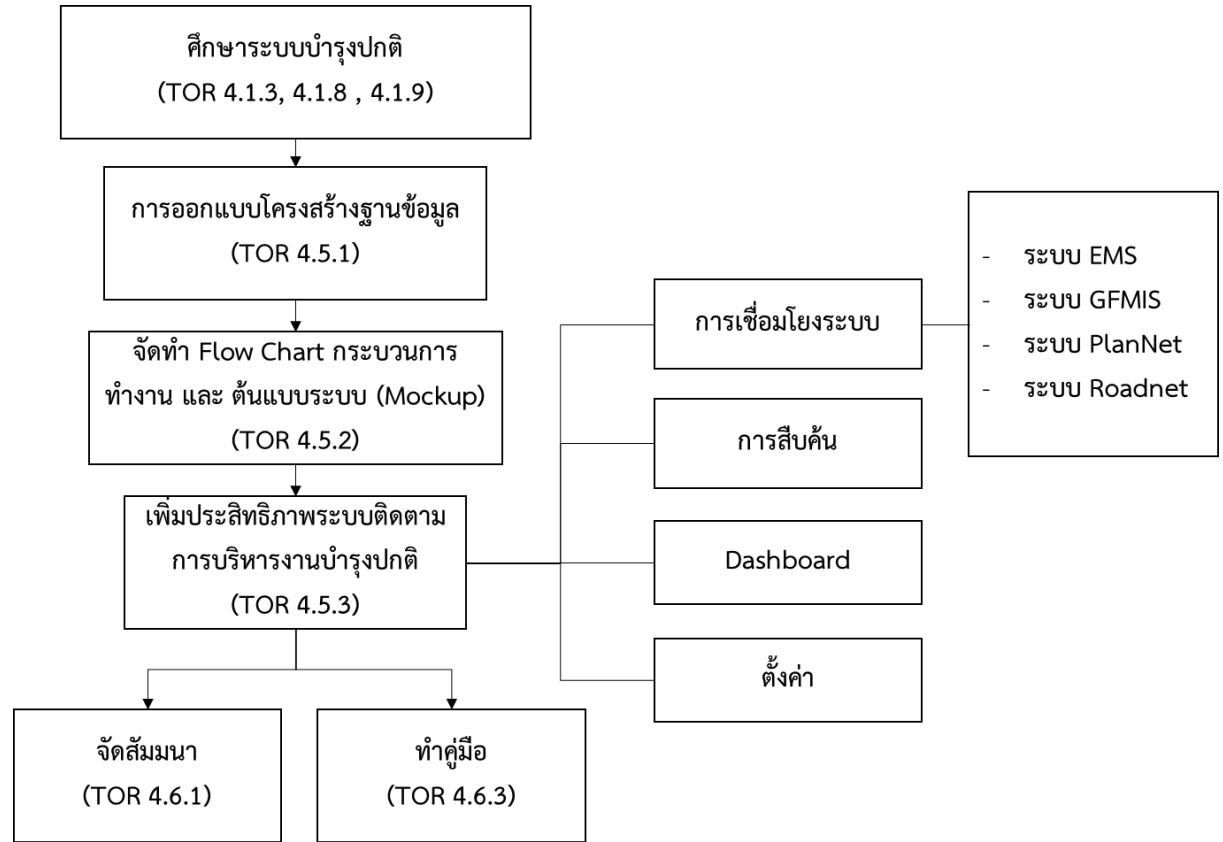 ศึกษาระบบบำรุงปกติ
(TOR 4.1.3, 4.1.8 , 4.1.9)
การออกแบบโครงสร้างฐานข้อมูล
(TOR 4.5.1)
จัดทำ Flow Chart กระบวนการ
ทำงาน และ ต้นแบบระบบ (Mockup)
(TOR 4.5.2)
เพิ่มประสิทธิภาพระบบติดตาม
การบริหารงานบำรุงปกติ
(TOR 4.5.3)
จัดสัมมนา
(TOR 4.6.1)
ทำคู่มือ
(TOR 4.6.3)
การเชื่อมโยงระบบ
การสืบค้น
Dashboard
ตั้งค่า
- ระบบ EMS
- ระบบ GFMIS
- ระบบ PlanNet
- ระบบ Roadnet